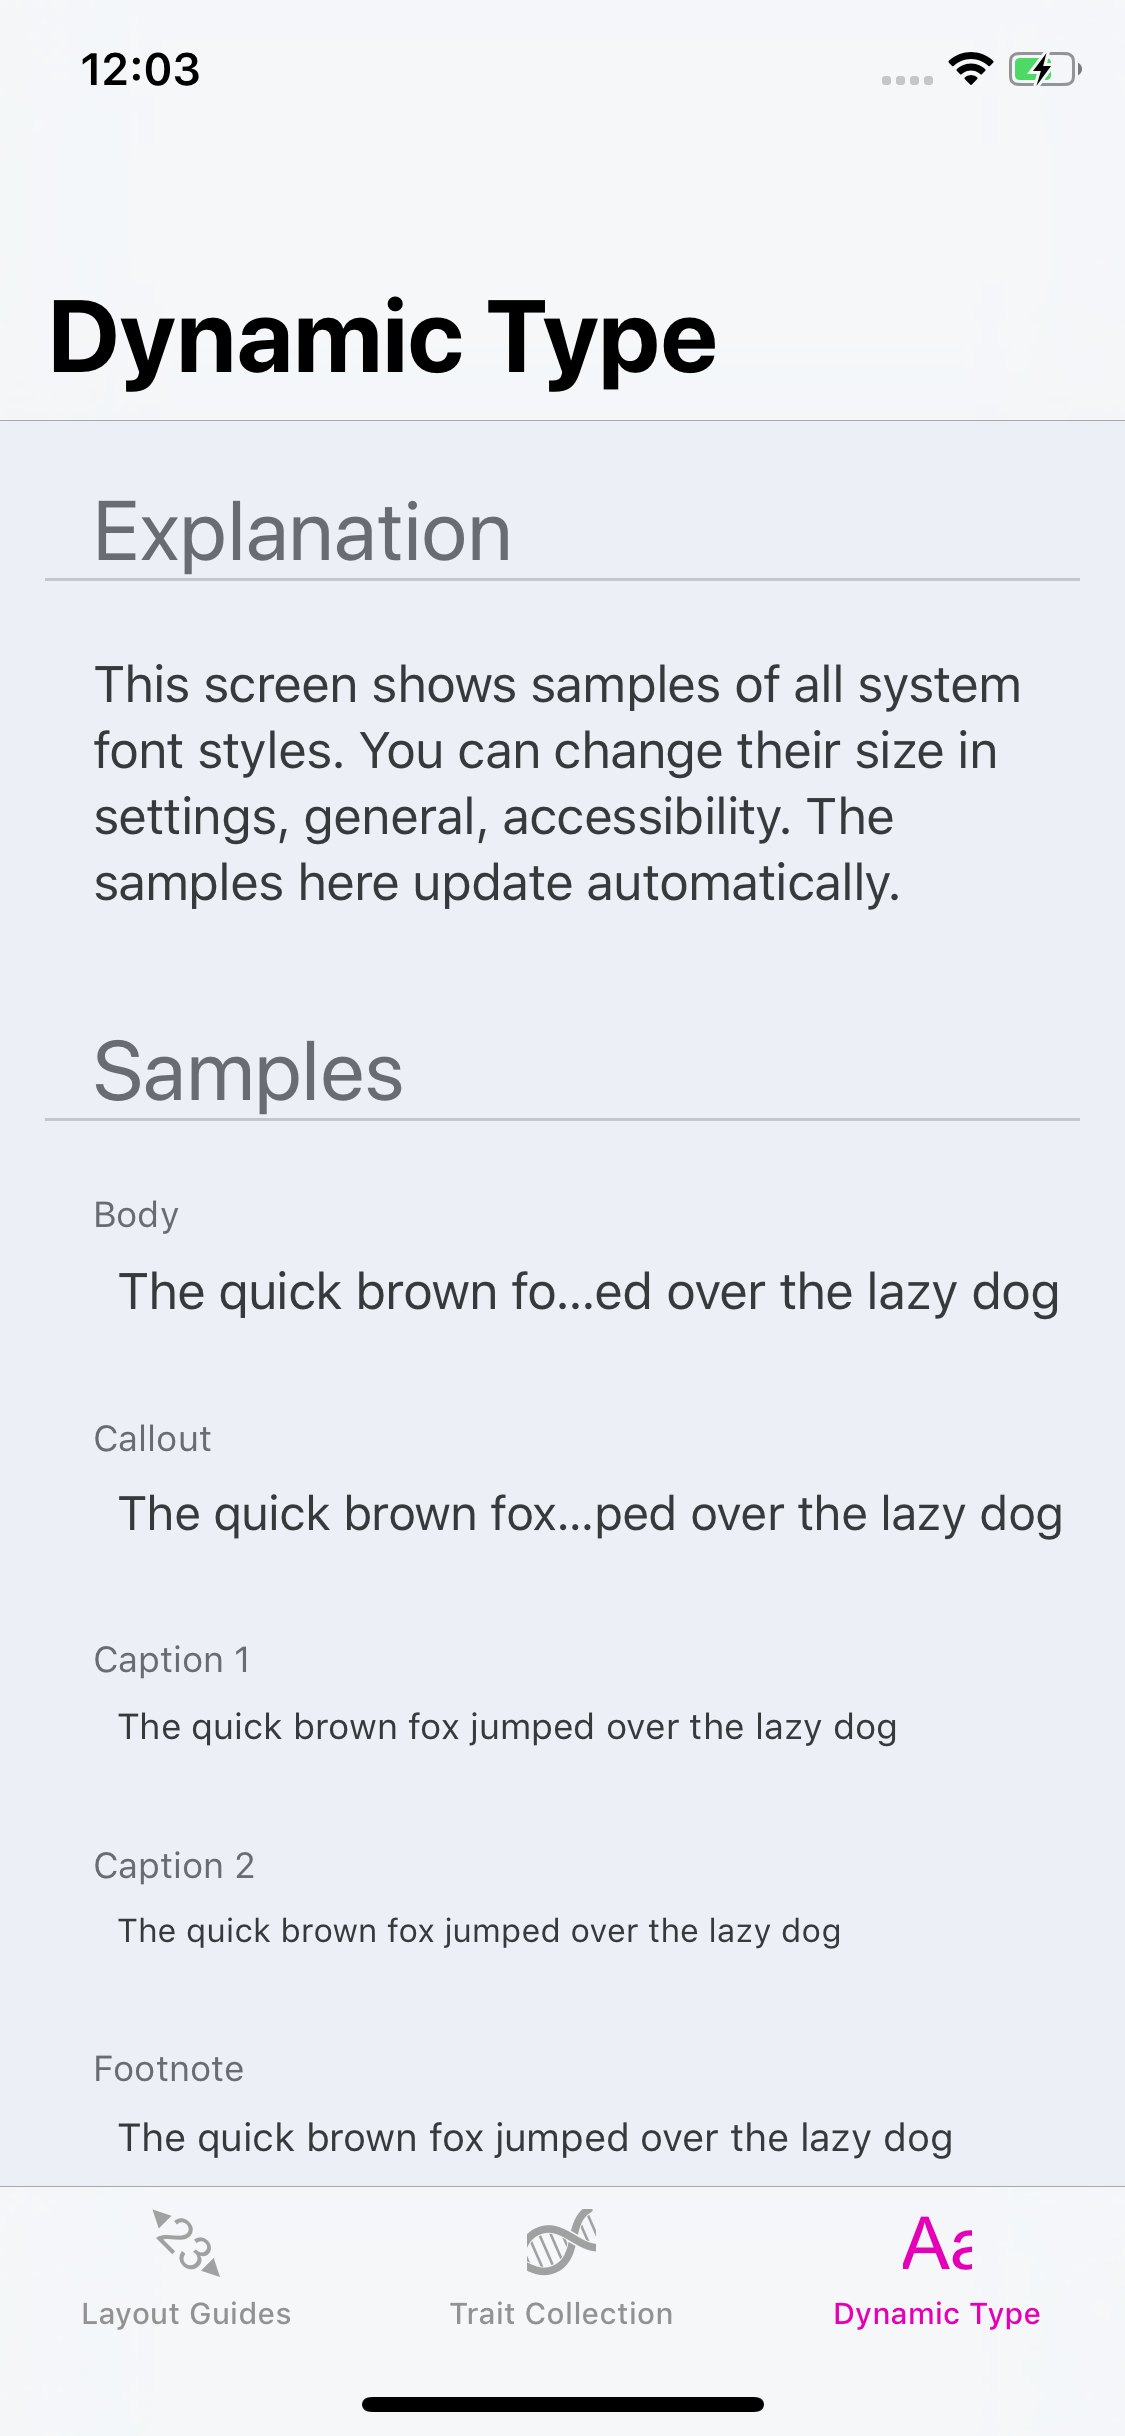 12:03
Dynamic Type
Explanation
This screen shows samples of all system
font styles. You can change their size in
settings, general, accessibility. The
samples here update automatically.
Samples
Body
The quick brown fo...ed over the lazy dog
Callout
The quick brown fox...ped over the lazy dog
Caption 1
The quick brown fox jumped over the lazy dog
Caption 2
The quick brown fox jumped over the lazy dog
Footnote
The quick brown fox jumped over the lazy dog
23 Aa
Layout Guides Trait Collection Dynamic Type